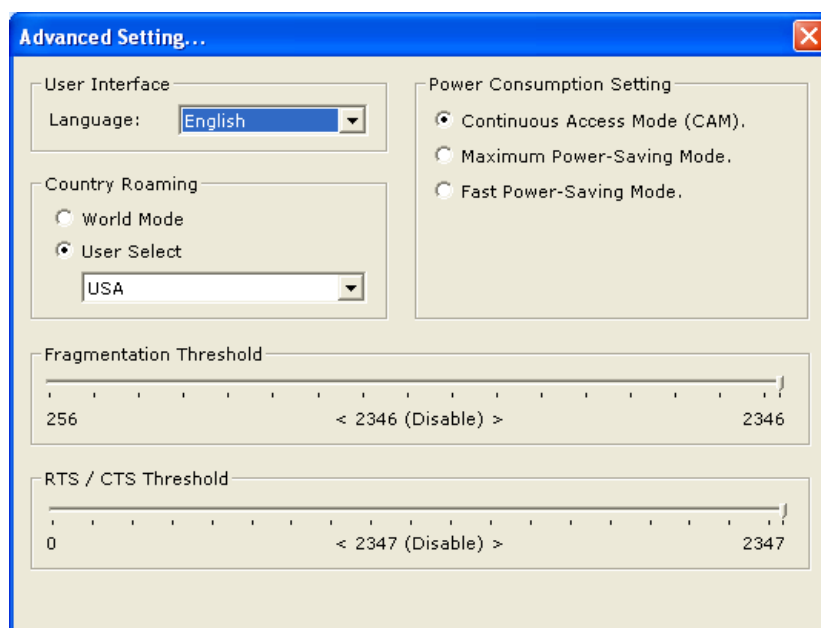 Advanced Setting...
User Interface
Language: English
Country Roaming
World Mode
User Select
USA
Power Consumption Setting
Continuous Access Mode (CAM).
Maximum Power-Saving Mode.
Fast Power-Saving Mode.
Fragmentation Threshold
256 < 2346 (Disable) > 2346
RTS / CTS Threshold
0 < 2347 (Disable) > 2347